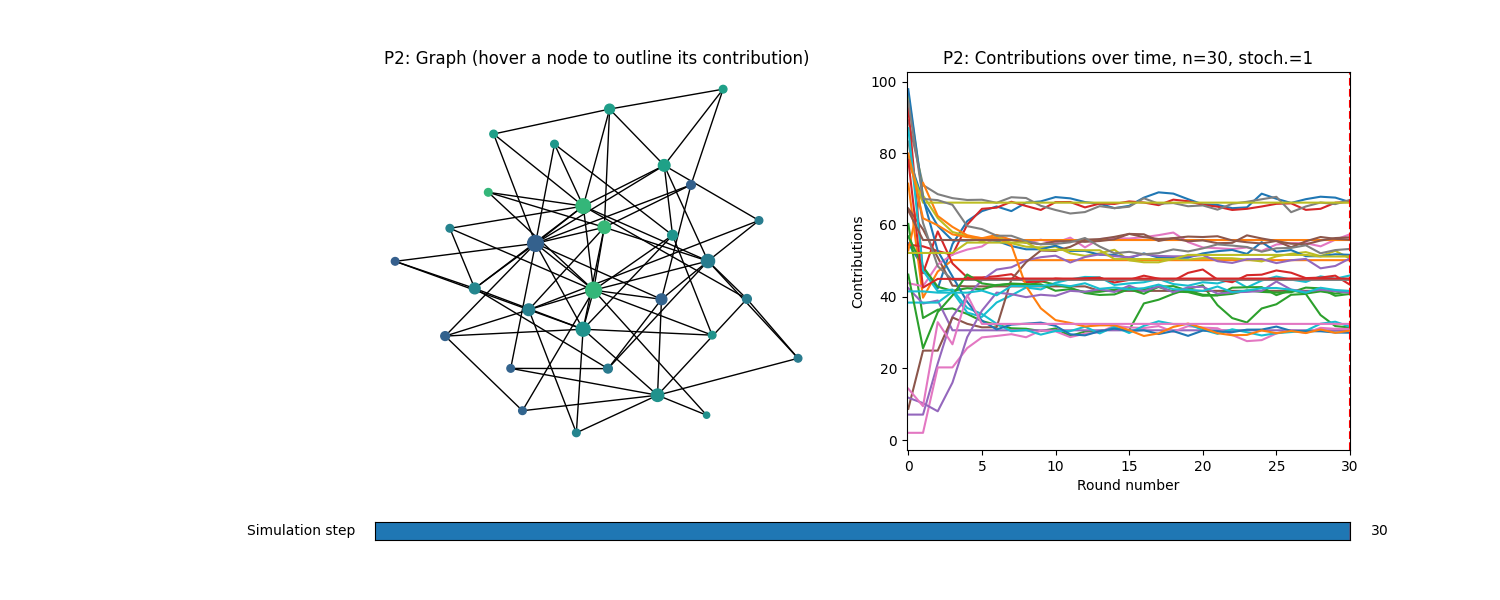 P2: Graph (hover a node to outline its contribution)
P2: Contributions over time, n=30, stoch.=1
100
80
60
40
20
0
Contributions
0 5 10 15 20 25 30
Round number
Simulation step 30